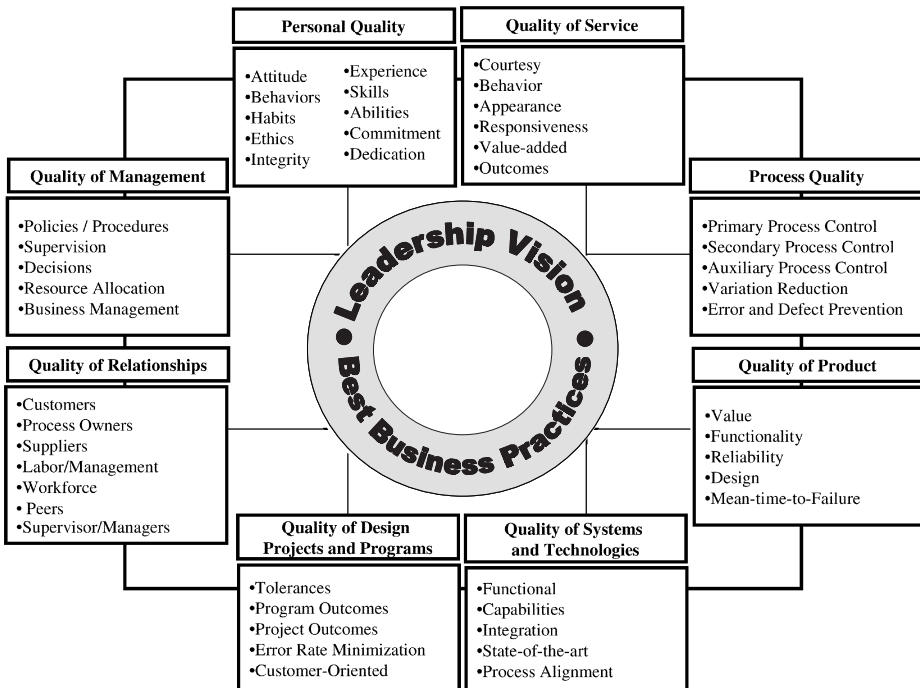 Personal Quality
•Attitude
•Behaviors
•Habits
•Ethics
•Integrity
•Experience
•Skills
•Abilities
•Commitment
•Dedication
Quality of Service
•Courtesy
•Behavior
•Appearance
•Responsiveness
•Value-added
•Outcomes
Quality of Management
•Policies / Procedures
•Supervision
•Decisions
•Resource Allocation
•Business Management
Process Quality
•Primary Process Control
•Secondary Process Control
•Auxiliary Process Control
•Variation Reduction
•Error and Defect Prevention
Leadership Vision
Best Business Practices
Quality of Relationships
•Customers
•Process Owners
•Suppliers
•Labor/Management
•Workforce
• Peers
•Supervisor/Managers
Quality of Product
•Value
•Functionality
•Reliability
•Design
•Mean-time-to-Failure
Quality of Design
Projects and Programs
•Tolerances
•Program Outcomes
•Project Outcomes
•Error Rate Minimization
•Customer-Oriented
Quality of Systems
and Technologies
•Functional
•Capabilities
•Integration
•State-of-the-art
•Process Alignment